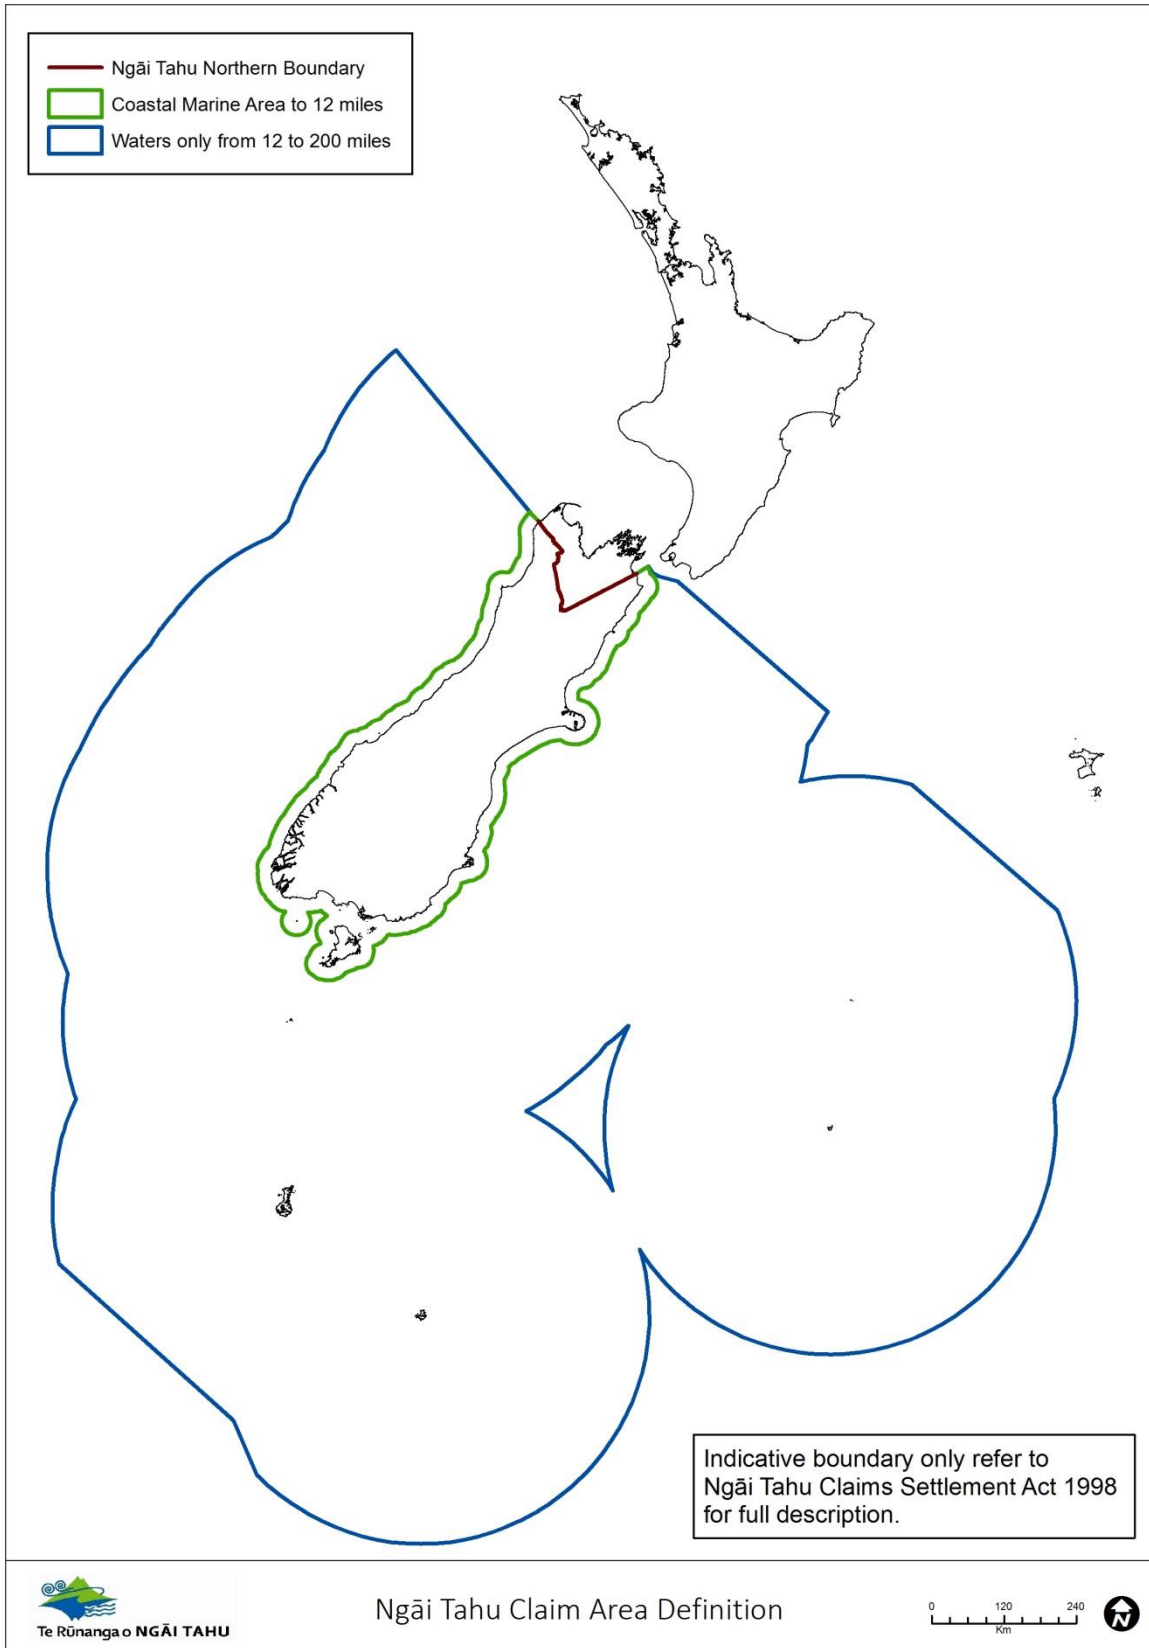 Ngāi Tahu Northern Boundary
Coastal Marine Area to 12 miles
Waters only from 12 to 200 miles
Indicative boundary only refer to
Ngāi Tahu Claims Settlement Act 1998
for full description.
Te Rūnanga o NGĀI TAHU
Ngāi Tahu Claim Area Definition
0 120 240
Km
N